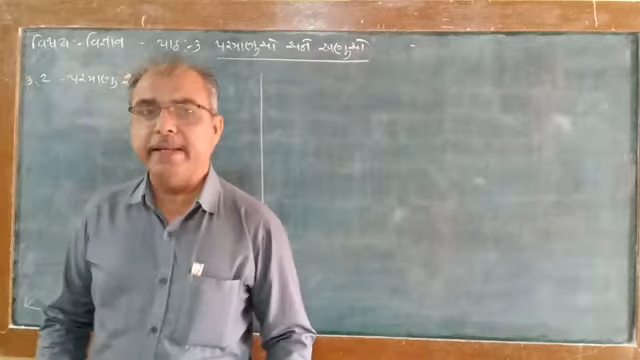 વિષય:- વિજ્ઞાન - પાઠ:-3 પરમાણુઓ અને અણુઓ
3.2 - પરમાણુ